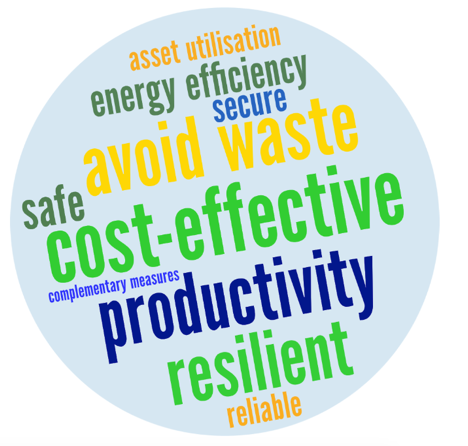 asset utilisation
energy efficiency
secure
avoid waste
safe
cost-effective
complementary measures
productivity
resilient
reliable